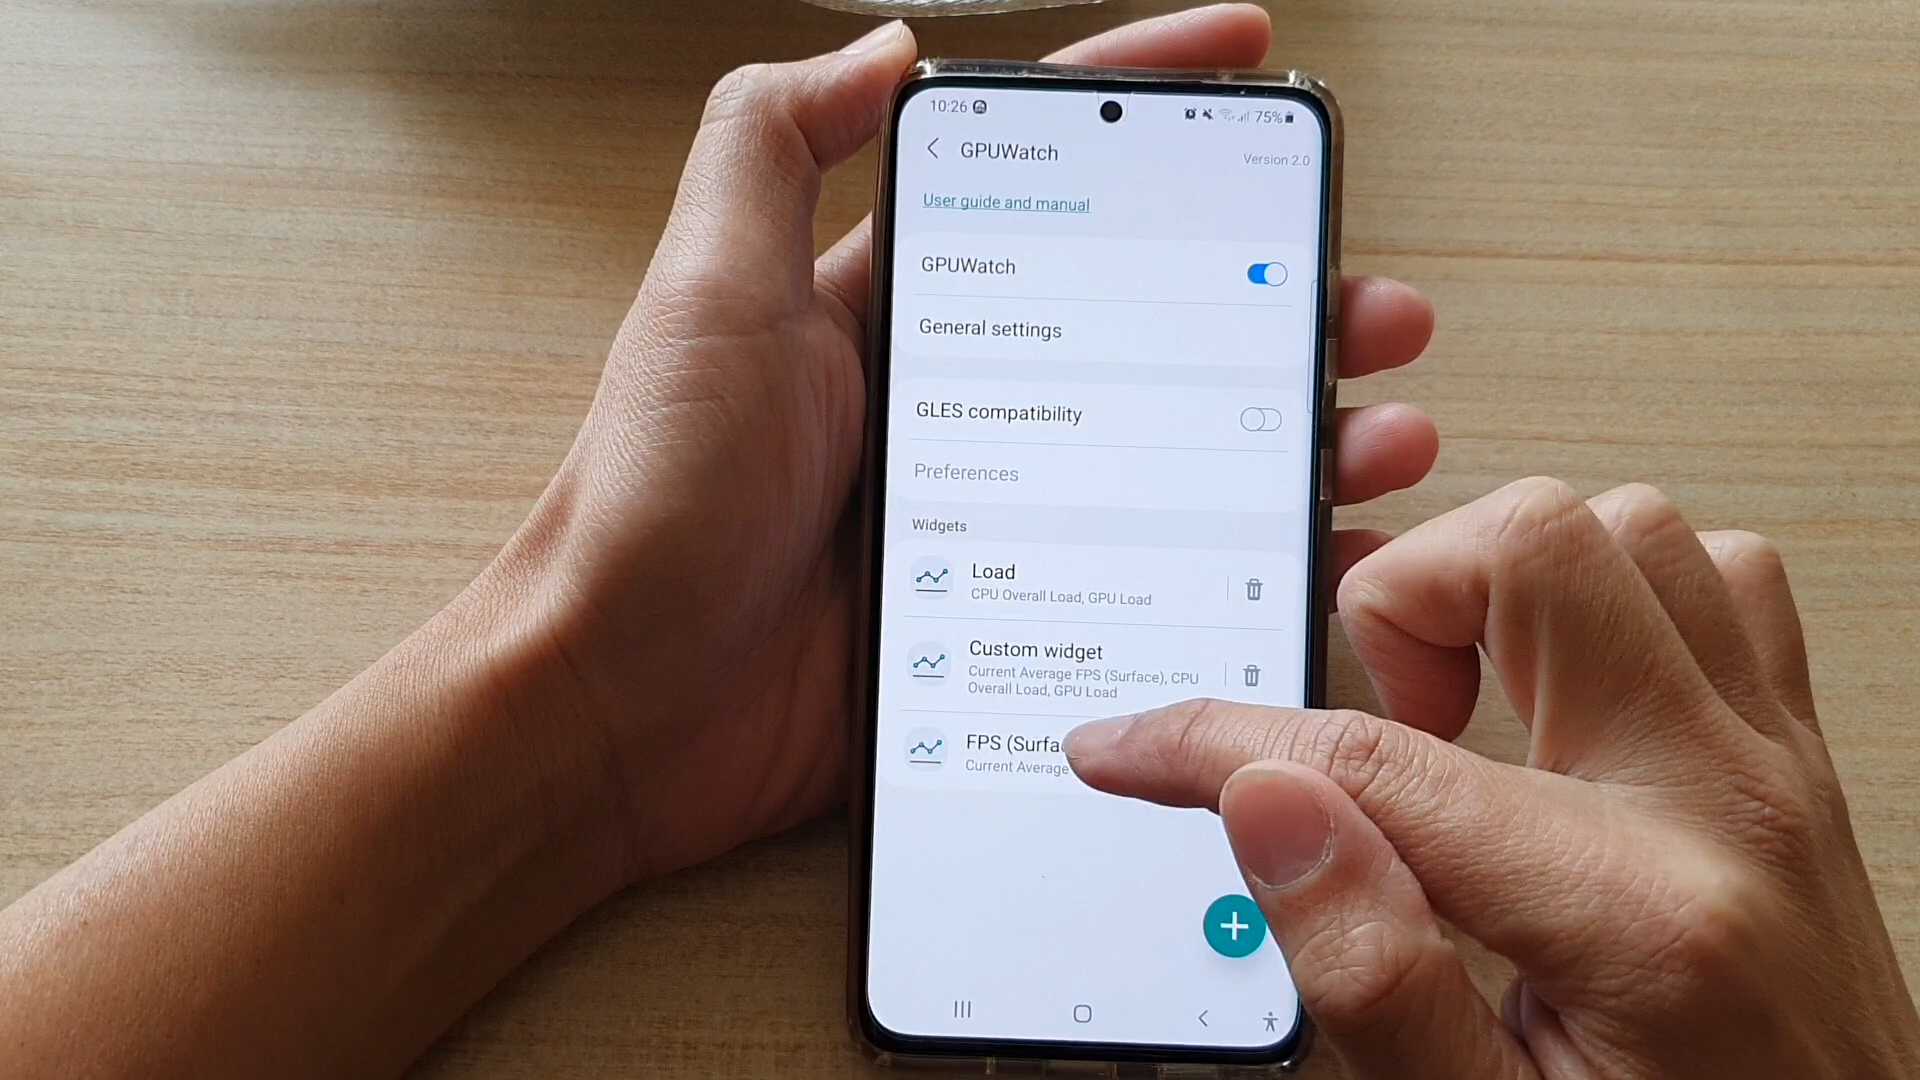 10:26
75%
GPUWatch
Version 2.0
User guide and manual
GPUWatch
General settings
GLES compatibility
Preferences
Widgets
Load
CPU Overall Load, GPU Load
Custom widget
Current Average FPS (Surface), CPU
Overall Load, GPU Load
FPS (Surfa
Current Average